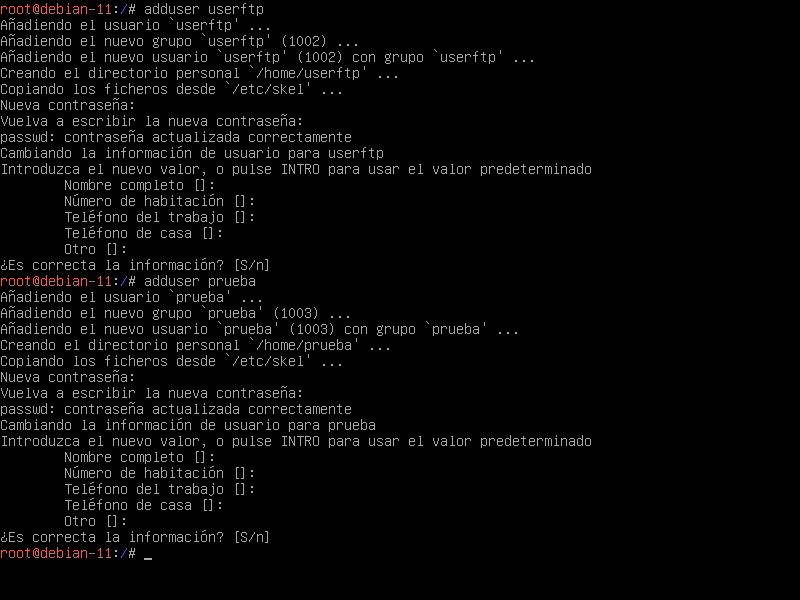 root@debian-11:/# adduser userftp
Añadiendo el usuario `userftp' ...
Añadiendo el nuevo grupo `userftp' (1002) ...
Añadiendo el nuevo usuario `userftp' (1002) con grupo `userftp' ...
Creando el directorio personal `/home/userftp' ...
Copiando los ficheros desde `/etc/skel' ...
Nueva contraseña:
Vuelva a escribir la nueva contraseña:
passwd: contraseña actualizada correctamente
Cambiando la información de usuario para userftp
Introduzca el nuevo valor, o pulse INTRO para usar el valor predeterminado
        Nombre completo []:
        Número de habitación []:
        Teléfono del trabajo []:
        Teléfono de casa []:
        Otro []:
¿Es correcta la información? [S/n]
root@debian-11:/# adduser prueba
Añadiendo el usuario `prueba' ...
Añadiendo el nuevo grupo `prueba' (1003) ...
Añadiendo el nuevo usuario `prueba' (1003) con grupo `prueba' ...
Creando el directorio personal `/home/prueba' ...
Copiando los ficheros desde `/etc/skel' ...
Nueva contraseña:
Vuelva a escribir la nueva contraseña:
passwd: contraseña actualizada correctamente
Cambiando la información de usuario para prueba
Introduzca el nuevo valor, o pulse INTRO para usar el valor predeterminado
        Nombre completo []:
        Número de habitación []:
        Teléfono del trabajo []:
        Teléfono de casa []:
        Otro []:
¿Es correcta la información? [S/n]
root@debian-11:/# _